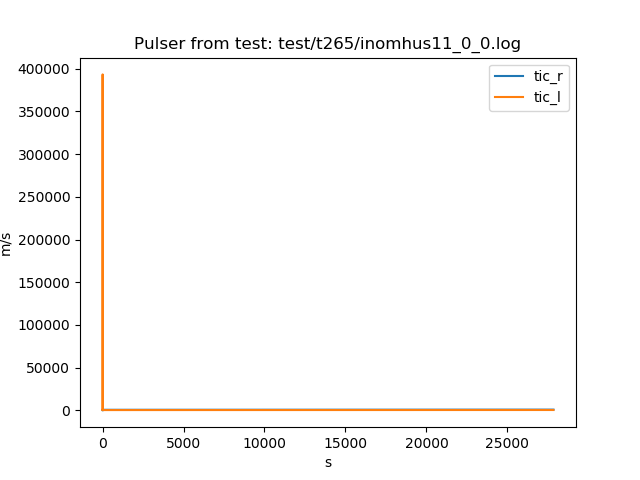 Pulser from test: test/t265/inomhus11_0_0.log
400000
350000
300000
250000
200000
150000
100000
50000
0
m/s
tic_r
tic_l
0 5000 10000 15000 20000 25000
s